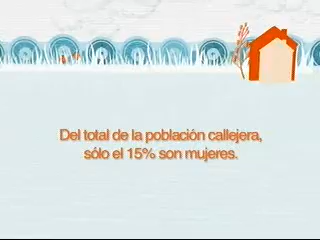 Del total de la población callejera,
sólo el 15% son mujeres.